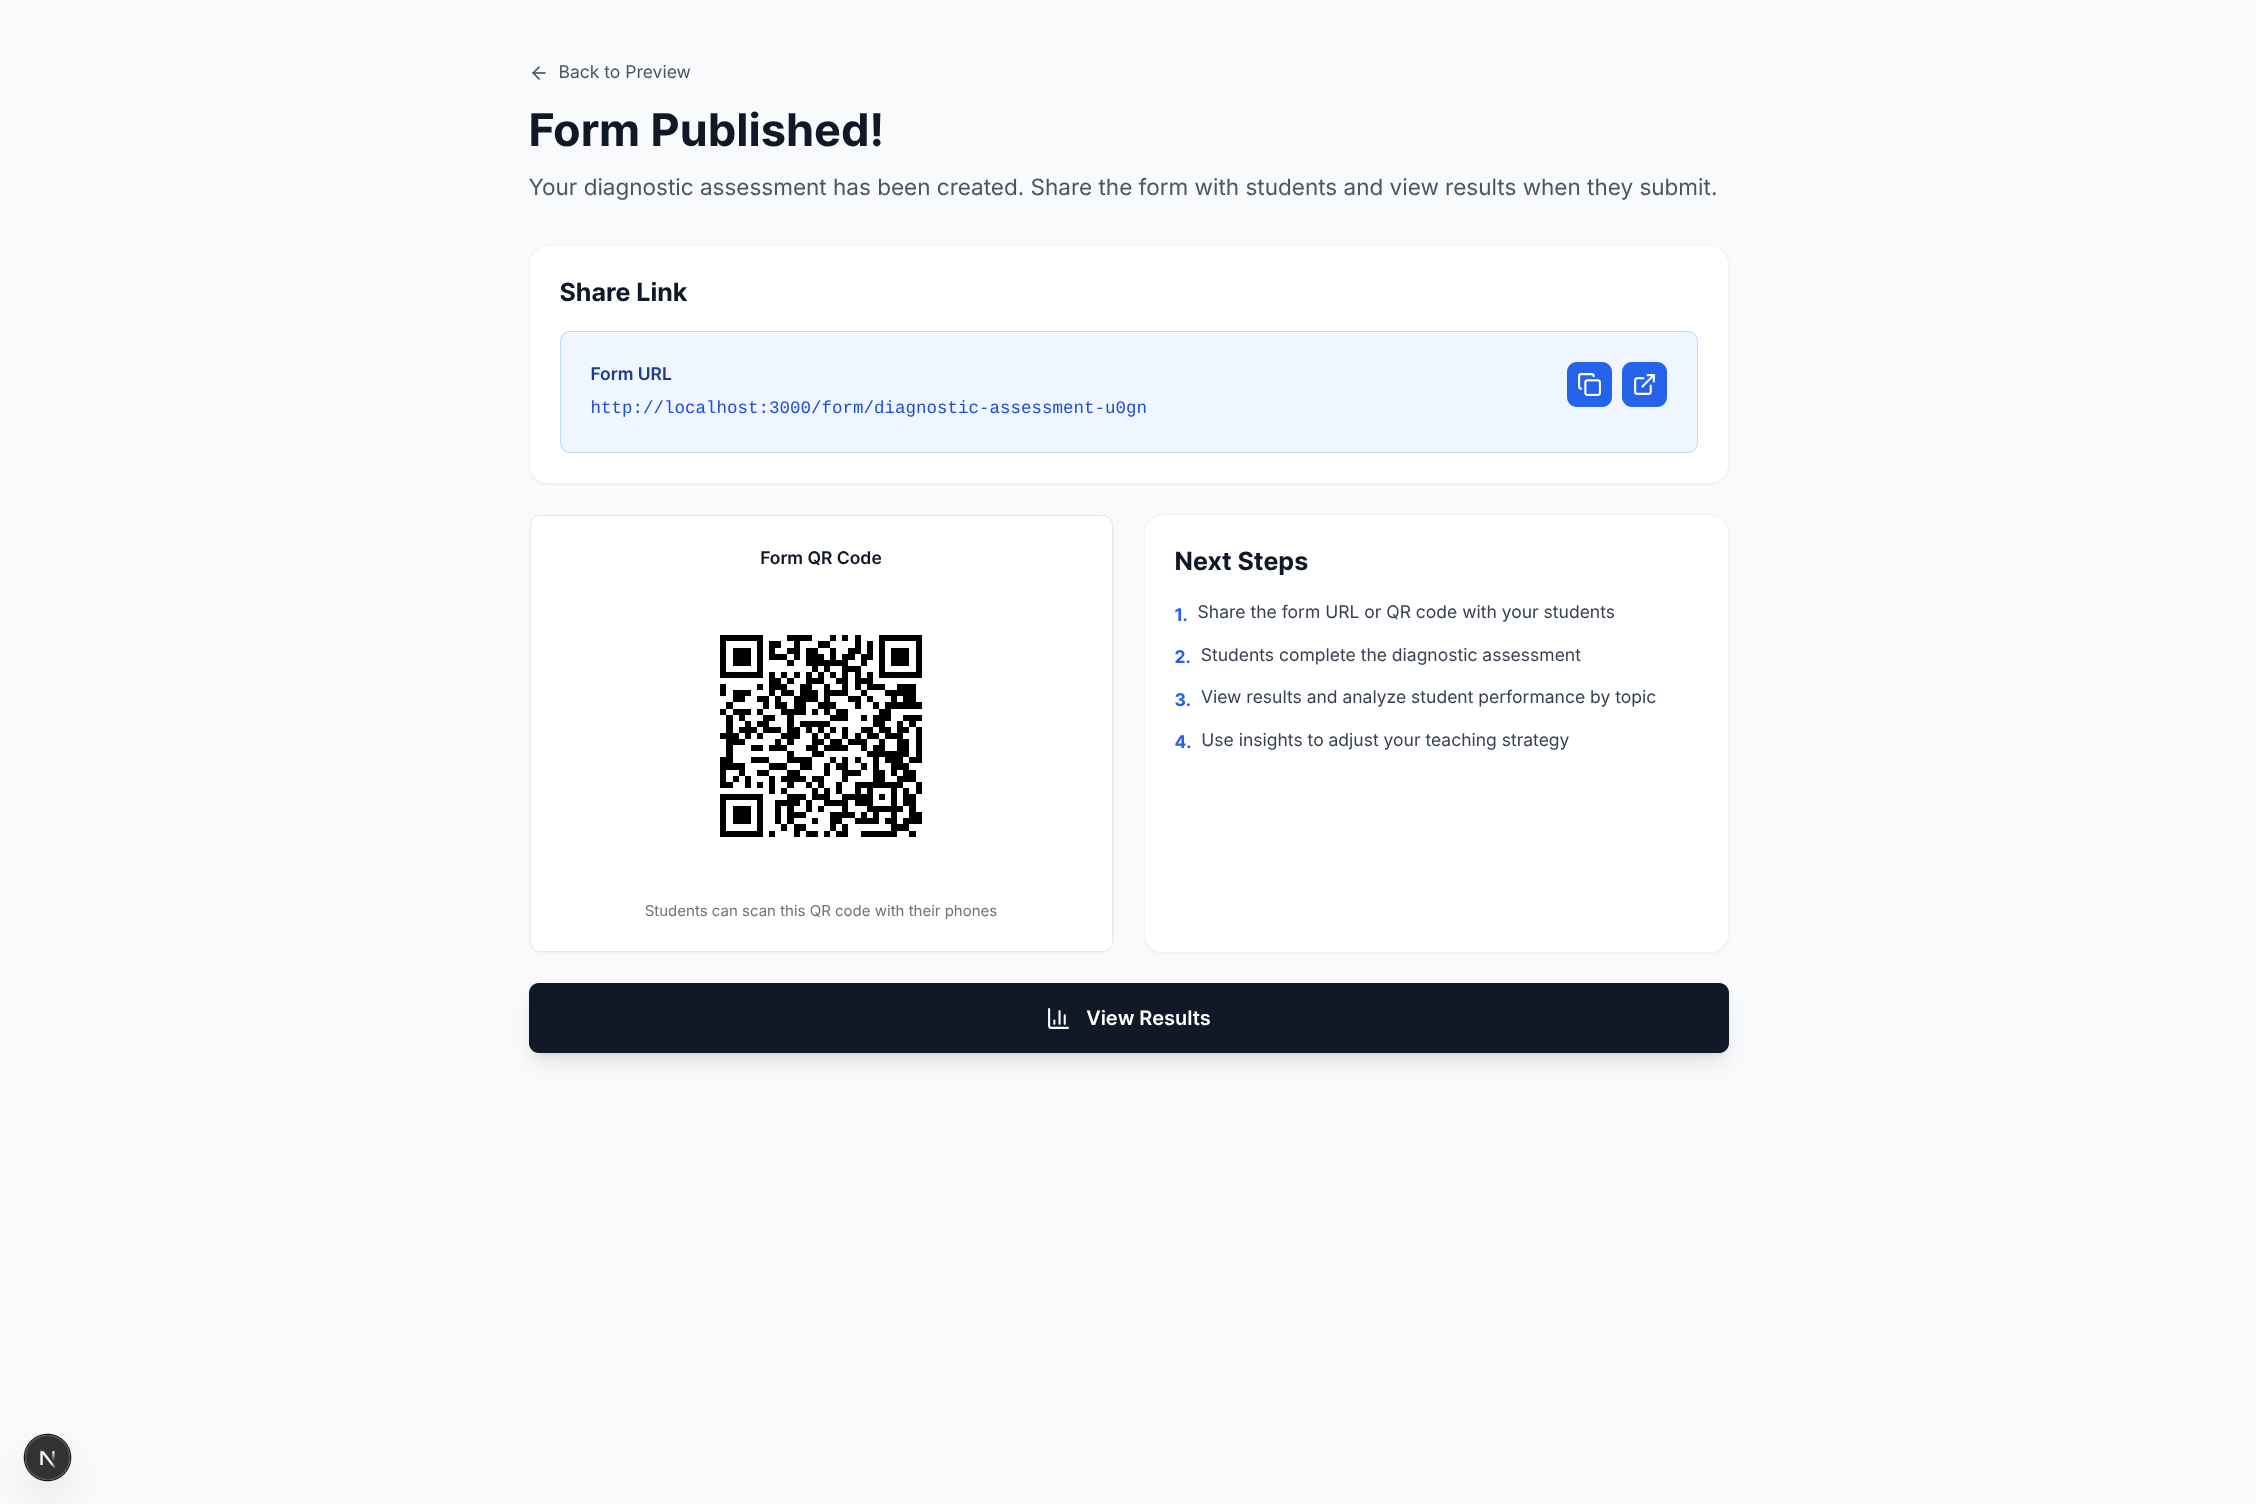 Back to Preview
Form Published!
Your diagnostic assessment has been created. Share the form with students and view results when they submit.
Share Link
Form URL
http://localhost:3000/form/diagnostic-assessment-u0gn
Form QR Code
Students can scan this QR code with their phones
Next Steps
1. Share the form URL or QR code with your students
2. Students complete the diagnostic assessment
3. View results and analyze student performance by topic
4. Use insights to adjust your teaching strategy
View Results
N